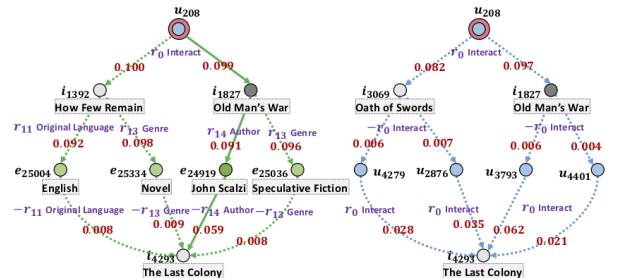 u208
u208
r0 Interact
r0 Interact
0.100
0.099
0.082
0.097
i1392
i1827
i3069
i1827
How Few Remain
Old Man's War
Oath of Swords
Old Man's War
r11 Original Language
r13 Genre
r14 Author
r13 Genre
−r0 Interact
−r0 Interact
0.092
0.098
0.091
0.096
0.006
0.007
0.006
0.004
e25004
e25334
e24919
e25036
u4279
u2876
u3793
u4401
English
Novel
John Scalzi
Speculative Fiction
−r11 Original Language
−r13 Genre
−r14 Author
−r13 Genre
r0 Interact
r0 Interact
0.008
0.009
0.059
0.008
0.028
0.035
0.062
0.021
i4293
i4293
The Last Colony
The Last Colony